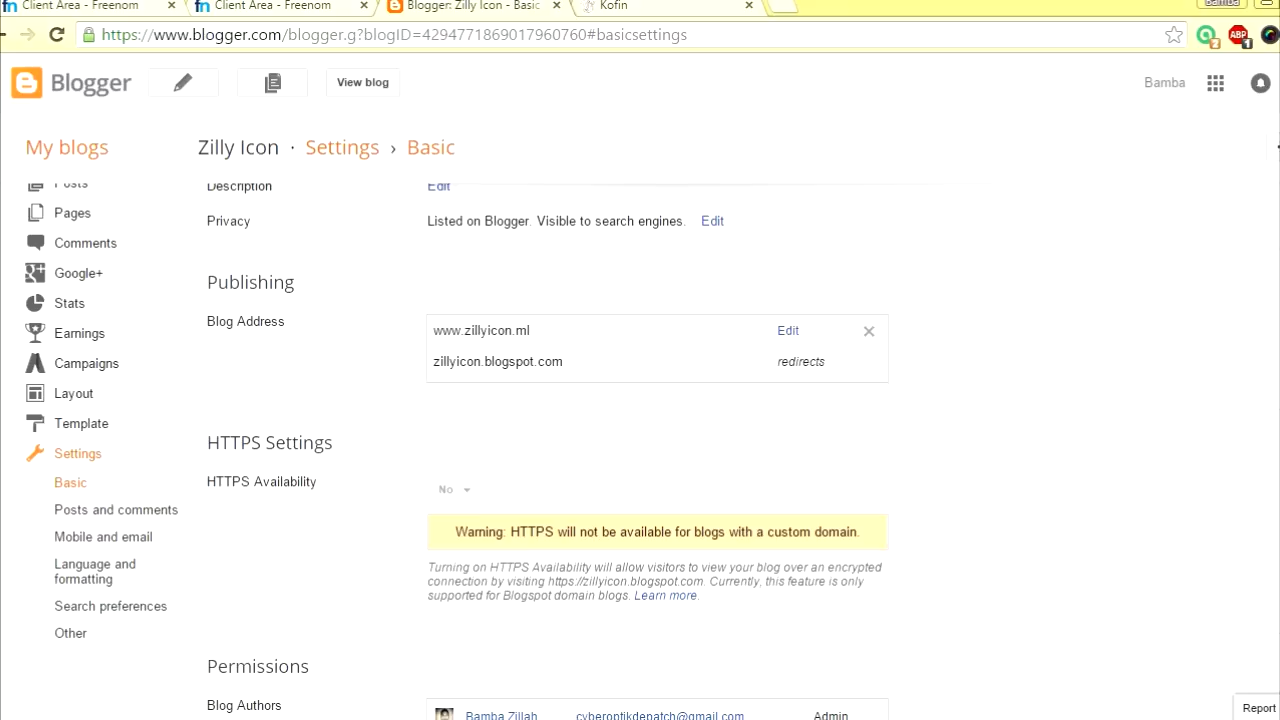 Client Area - Freenom
Client Area - Freenom
Blogger: Zilly Icon - Basic
Kofin
Bamba
https://www.blogger.com/blogger.g?blogID=4294771869017960760#basicsettings
2
ABP
1
Blogger
View blog
Bamba
My blogs
Zilly Icon · Settings › Basic
Posts
Pages
Comments
Google+
Stats
Earnings
Campaigns
Layout
Template
Settings
Basic
Posts and comments
Mobile and email
Language and
formatting
Search preferences
Other
Description Edit
Privacy Listed on Blogger. Visible to search engines. Edit
Publishing
Blog Address www.zillyicon.ml Edit
zillyicon.blogspot.com redirects
HTTPS Settings
HTTPS Availability No
Warning: HTTPS will not be available for blogs with a custom domain.
Turning on HTTPS Availability will allow visitors to view your blog over an encrypted
connection by visiting https://zillyicon.blogspot.com. Currently, this feature is only
supported for Blogspot domain blogs. Learn more.
Permissions
Blog Authors Bamba Zillah cyberoptikdepatch@gmail.com Admin
Report